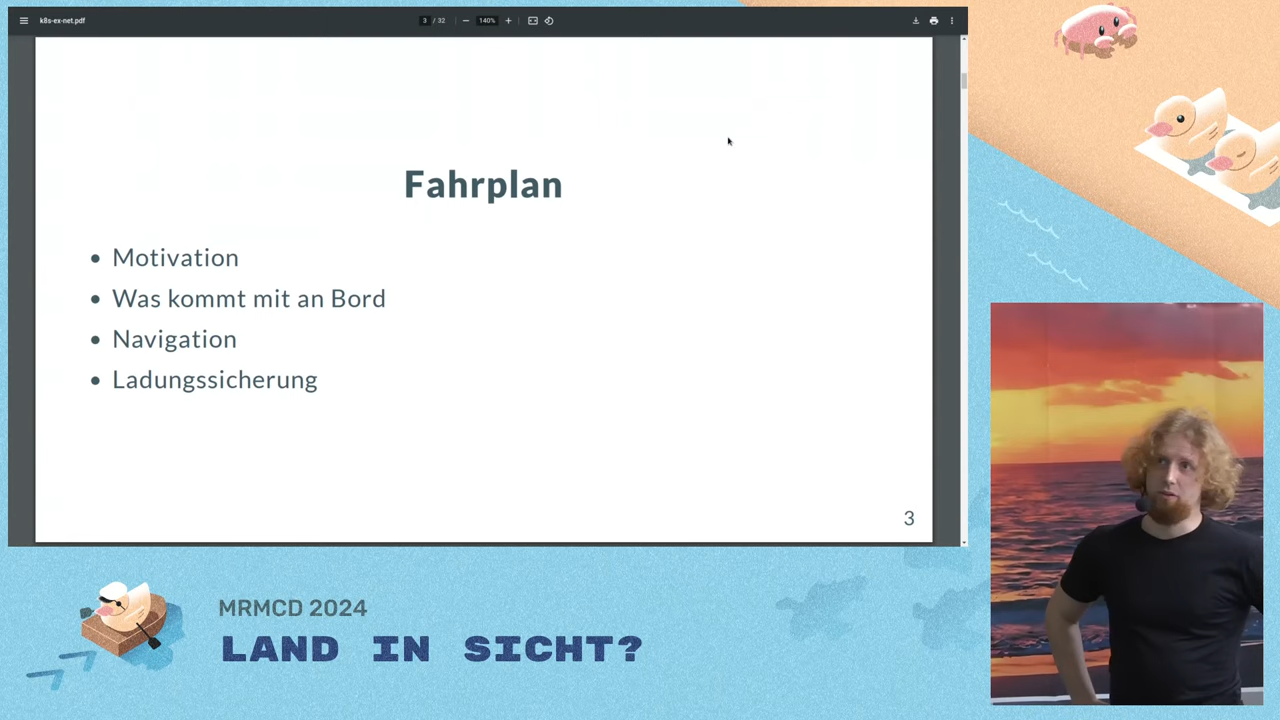 k8s-ex-net.pdf
3 / 32
140%
Fahrplan
• Motivation
• Was kommt mit an Bord
• Navigation
• Ladungssicherung
3
MRMCD 2024
LAND IN SICHT?